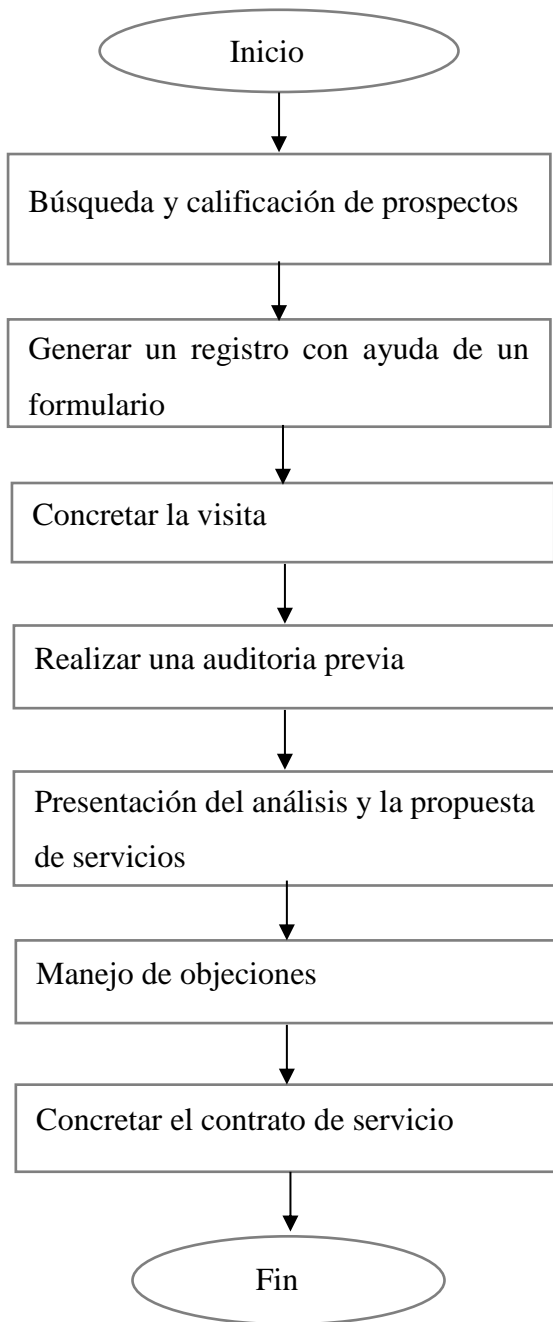 Inicio
Búsqueda y calificación de prospectos
Generar un registro con ayuda de un
formulario
Concretar la visita
Realizar una auditoria previa
Presentación del análisis y la propuesta
de servicios
Manejo de objeciones
Concretar el contrato de servicio
Fin